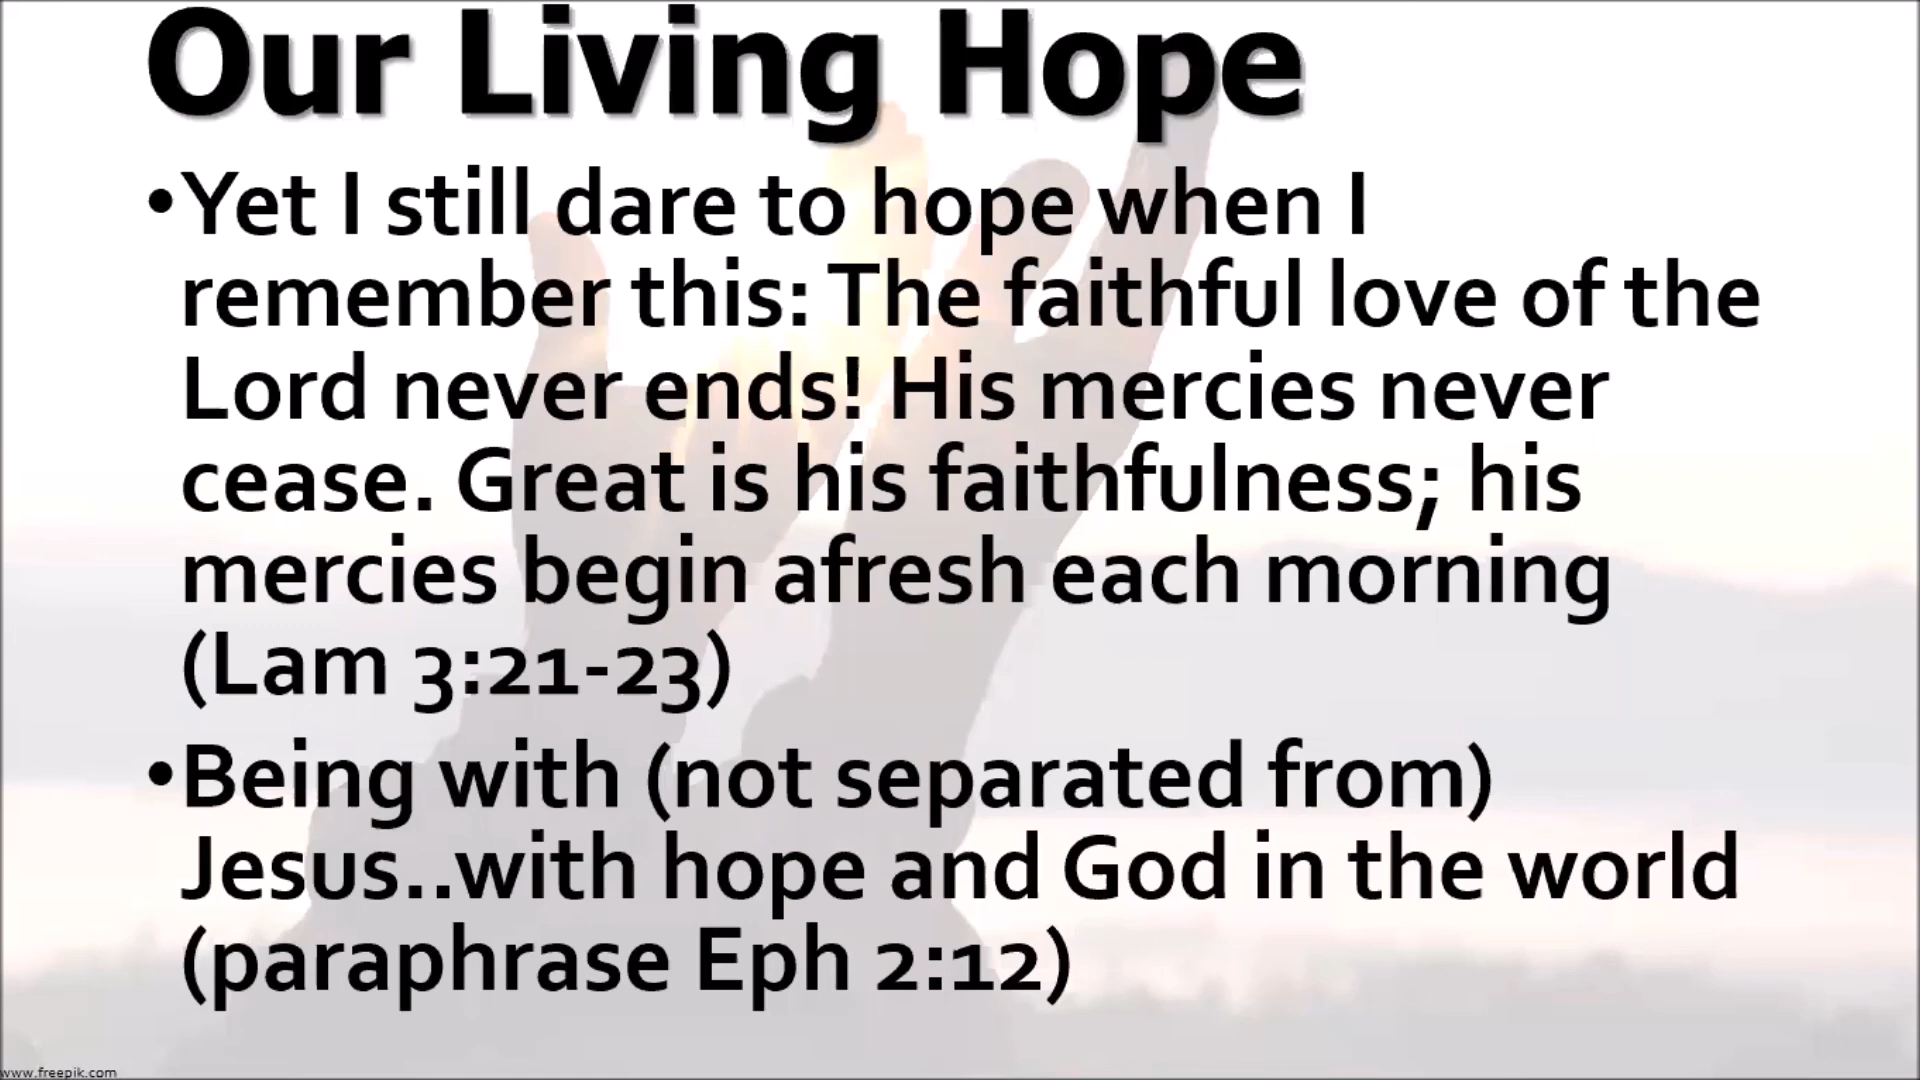 Our Living Hope
•Yet I still dare to hope when I
remember this: The faithful love of the
Lord never ends! His mercies never
cease. Great is his faithfulness; his
mercies begin afresh each morning
(Lam 3:21-23)
•Being with (not separated from)
Jesus..with hope and God in the world
(paraphrase Eph 2:12)
www.freepik.com